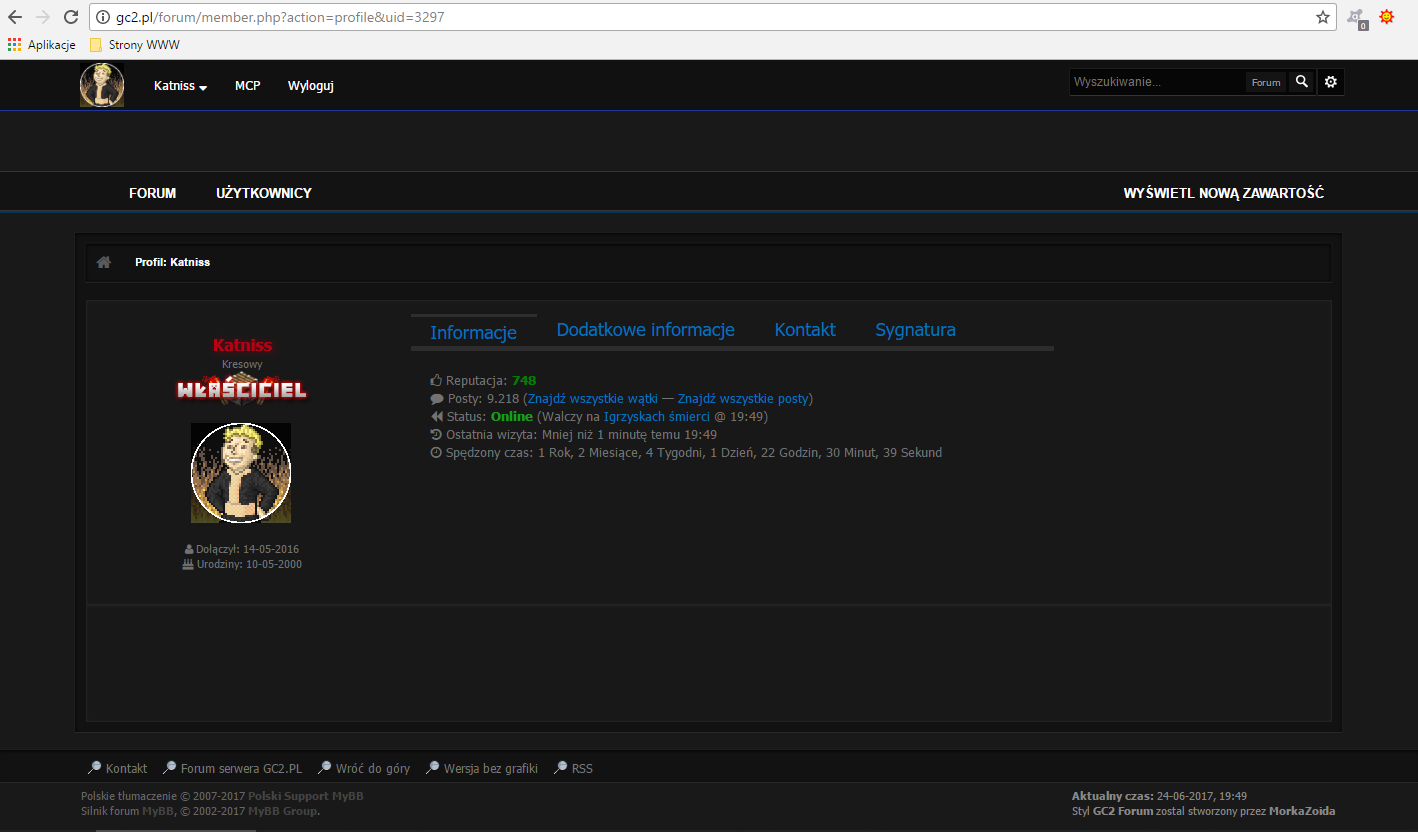 gc2.pl/forum/member.php?action=profile&uid=3297
0
Aplikacje Strony WWW
Katniss MCP Wyloguj Wyszukiwanie... Forum
FORUM UŻYTKOWNICY WYŚWIETL NOWĄ ZAWARTOŚĆ
Profil: Katniss
Katniss
Kresowy
WŁAŚCICIEL
Dołączył: 14-05-2016
Urodziny: 10-05-2000
Informacje Dodatkowe informacje Kontakt Sygnatura
Reputacja: 748
Posty: 9.218 (Znajdź wszystkie wątki — Znajdź wszystkie posty)
Status: Online (Walczy na Igrzyskach śmierci @ 19:49)
Ostatnia wizyta: Mniej niż 1 minutę temu 19:49
Spędzony czas: 1 Rok, 2 Miesiące, 4 Tygodni, 1 Dzień, 22 Godzin, 30 Minut, 39 Sekund
Kontakt Forum serwera GC2.PL Wróć do góry Wersja bez grafiki RSS
Polskie tłumaczenie © 2007-2017 Polski Support MyBB
Silnik forum MyBB, © 2002-2017 MyBB Group.
Aktualny czas: 24-06-2017, 19:49
Styl GC2 Forum został stworzony przez MorkaZoida